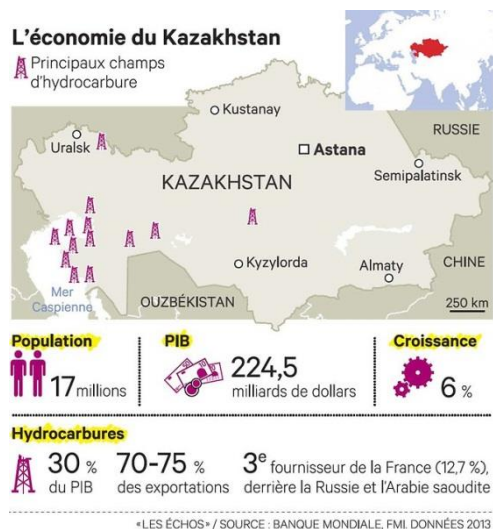 L'économie du Kazakhstan
Principaux champs
d'hydrocarbure
Kustanay
Uralsk
RUSSIE
Astana
Semipalatinsk
KAZAKHSTAN
Kyzylorda
Almaty
CHINE
Mer
Caspienne
OUZBÉKISTAN
250 km
Population
17 millions
PIB
224,5
milliards de dollars
Croissance
6 %
Hydrocarbures
30 %
du PIB
70-75 %
des exportations
3e fournisseur de la France (12,7 %),
derrière la Russie et l'Arabie saoudite
«LES ÉCHOS» / SOURCE : BANQUE MONDIALE, FMI. DONNÉES 2013